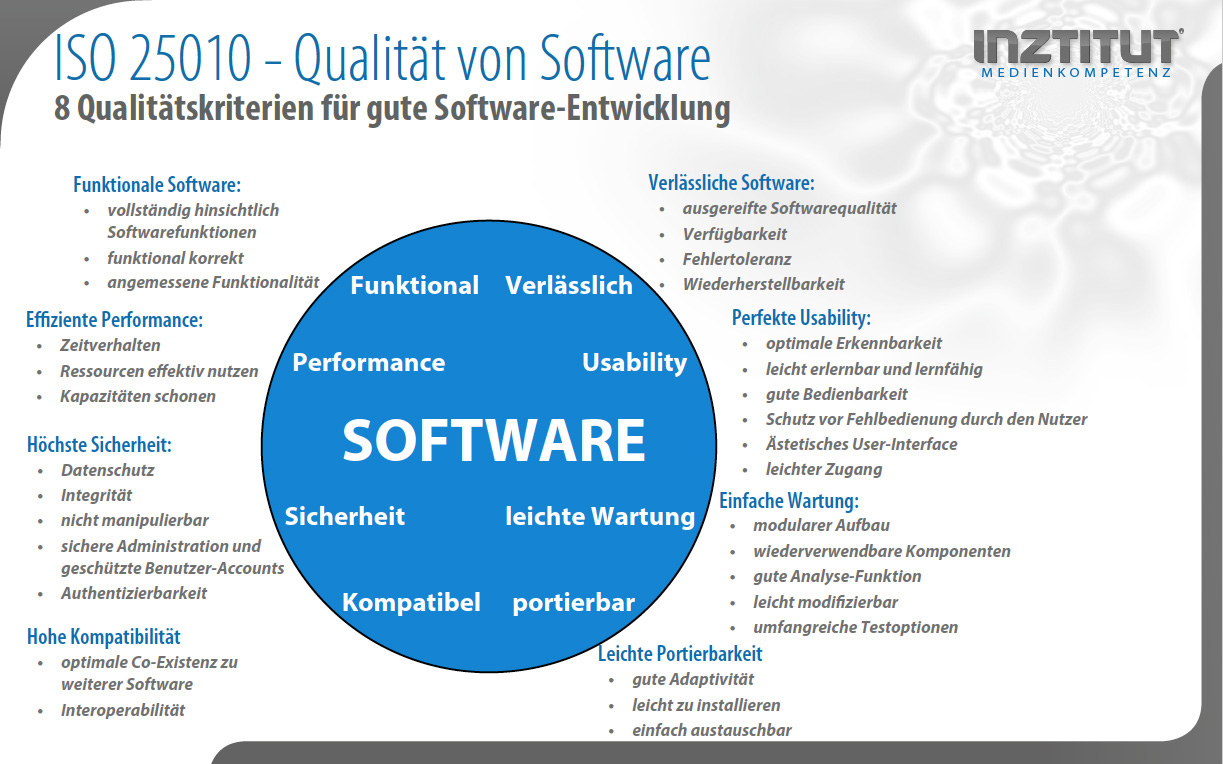 ISO 25010 – Qualität von Software
8 Qualitätskriterien für gute Software-Entwicklung
INZTITUT®
MEDIENKOMPETENZ
Funktionale Software:
• vollständig hinsichtlich
Softwarefunktionen
• funktional korrekt
• angemessene Funktionalität
Effiziente Performance:
• Zeitverhalten
• Ressourcen effektiv nutzen
• Kapazitäten schonen
Höchste Sicherheit:
• Datenschutz
• Integrität
• nicht manipulierbar
• sichere Administration und
geschützte Benutzer-Accounts
• Authentizierbarkeit
Hohe Kompatibilität
• optimale Co-Existenz zu
weiterer Software
• Interoperabilität
Funktional Verlässlich
Performance Usability
SOFTWARE
Sicherheit leichte Wartung
Kompatibel portierbar
Verlässliche Software:
• ausgereifte Softwarequalität
• Verfügbarkeit
• Fehlertoleranz
• Wiederherstellbarkeit
Perfekte Usability:
• optimale Erkennbarkeit
• leicht erlernbar und lernfähig
• gute Bedienbarkeit
• Schutz vor Fehlbedienung durch den Nutzer
• Ästetisches User-Interface
• leichter Zugang
Einfache Wartung:
• modularer Aufbau
• wiederverwendbare Komponenten
• gute Analyse-Funktion
• leicht modifizierbar
• umfangreiche Testoptionen
Leichte Portierbarkeit
• gute Adaptivität
• leicht zu installieren
• einfach austauschbar